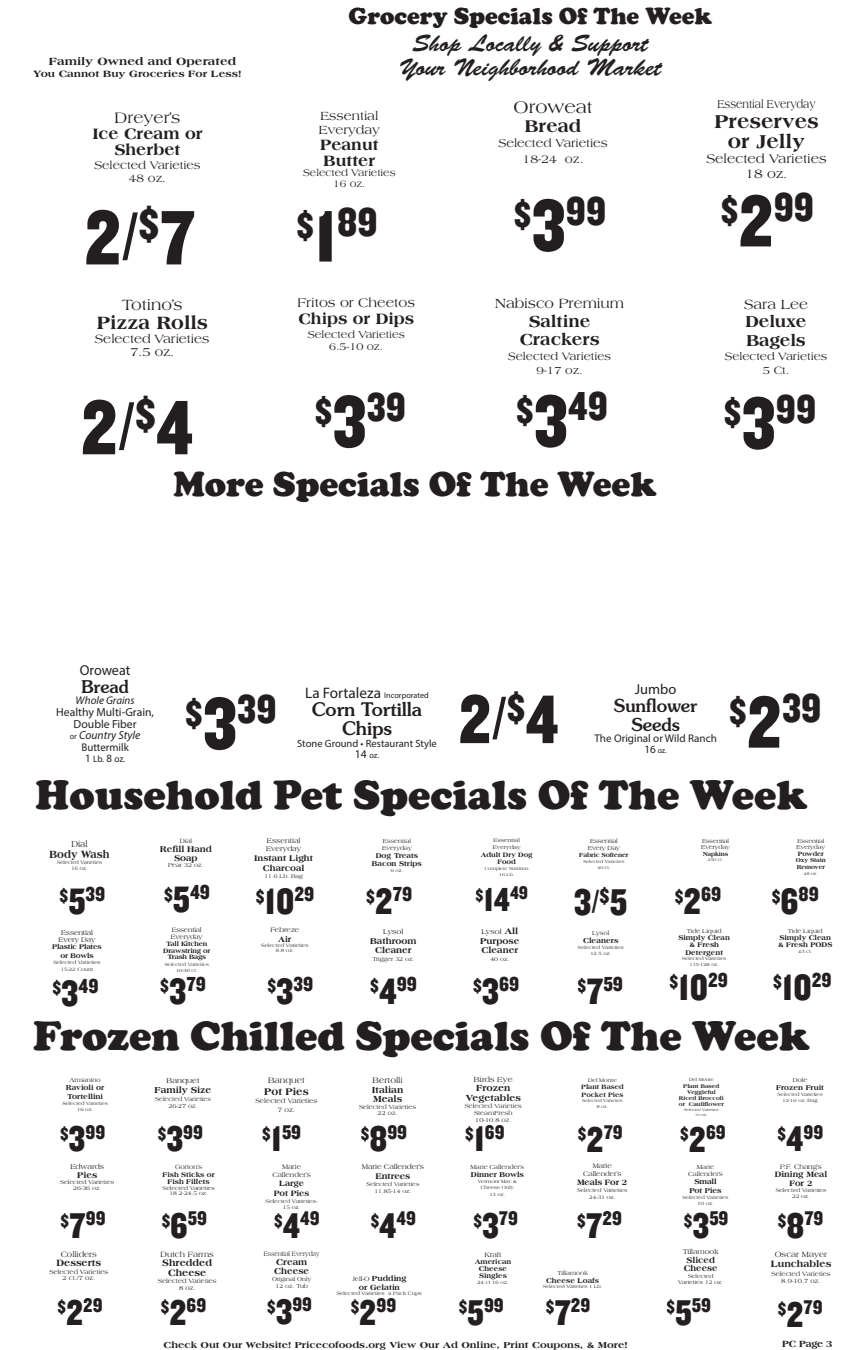 Grocery Specials Of The Week
Shop Locally & Support
Your Neighborhood Market
Family Owned and Operated
You Cannot Buy Groceries For Less!
Dreyer's
Ice Cream or
Sherbet
Selected Varieties
48 oz.
2/$7
Essential
Everyday
Peanut
Butter
Selected Varieties
16 oz.
$1 89
Oroweat
Bread
Selected Varieties
18-24 oz.
$3 99
Essential Everyday
Preserves
or Jelly
Selected Varieties
18 oz.
$2 99
Totino's
Pizza Rolls
Selected Varieties
7.5 oz.
2/$4
Fritos or Cheetos
Chips or Dips
Selected Varieties
6.5-10 oz.
$3 39
Nabisco Premium
Saltine
Crackers
Selected Varieties
9-17 oz.
$3 49
Sara Lee
Deluxe
Bagels
Selected Varieties
5 Ct.
$3 99
More Specials Of The Week
Oroweat
Bread
Whole Grains
Healthy Multi-Grain,
Double Fiber
or Country Style
Buttermilk
1 Lb. 8 oz.
$3 39
La Fortaleza Incorporated
Corn Tortilla
Chips
Stone Ground • Restaurant Style
14 oz.
2/$4
Jumbo
Sunflower
Seeds
The Original or Wild Ranch
16 oz.
$2 39
Household Pet Specials Of The Week
Dial
Body Wash
Selected Varieties
16 oz.
$5 39
Dial
Refill Hand
Soap
Pear 32 oz.
$5 49
Essential
Everyday
Instant Light
Charcoal
11.6 Lb. Bag
$10 29
Essential
Everyday
Dog Treats
Bacon Strips
6 oz.
$2 79
Essential
Everyday
Adult Dry Dog
Food
Complete Nutrition
16 Lb.
$14 49
Essential
Every Day
Fabric Softener
Selected Varieties
3/$5
Essential
Everyday
Napkins
$2 69
Essential
Everyday
Powder
Oxy Stain
Remover
48 oz.
$6 89
Essential
Every Day
Plastic Plates
or Bowls
Selected Varieties
15-22 Count
$3 49
Essential
Everyday
Tall Kitchen
Drawstring or
Trash Bags
Selected Varieties
$3 79
Febreze
Air
Selected Varieties
8.8 oz.
$3 39
Lysol
Bathroom
Cleaner
Trigger 32 oz.
$4 99
Lysol All
Purpose
Cleaner
40 oz.
$3 69
Lysol
Cleaners
Selected Varieties
12.5 oz.
$7 59
Tide Liquid
Simply Clean
& Fresh
Detergent
Selected Varieties
115-128 oz.
$10 29
Tide Liquid
Simply Clean
& Fresh PODS
43 ct.
$10 29
Frozen Chilled Specials Of The Week
Armanino
Ravioli or
Tortellini
Selected Varieties
16 oz.
$3 99
Banquet
Family Size
Selected Varieties
26-27 oz.
$3 99
Banquet
Pot Pies
Selected Varieties
7 oz.
$1 59
Bertolli
Italian
Meals
Selected Varieties
22 oz.
$8 99
Birds Eye
Frozen
Vegetables
Selected Varieties
Steamfresh
10-10.8 oz.
$1 69
Del Monte
Plant Based
Pocket Pies
Selected Varieties
8 oz.
$2 79
Del Monte
Plant Based
Veggieful
Riced Broccoli
or Cauliflower
Selected Varieties
$2 69
Dole
Frozen Fruit
Selected Varieties
12-16 oz. Bag
$4 99
Edwards
Pies
Selected Varieties
26-36 oz.
$7 99
Gorton's
Fish Sticks or
Fish Fillets
Selected Varieties
18.2-24.5 oz.
$6 59
Marie
Callender's
Large
Pot Pies
Selected Varieties
15 oz.
$4 49
Marie Callender's
Entrees
Selected Varieties
11.85-14 oz.
$4 49
Marie Callender's
Dinner Bowls
Vermont Mac &
Cheese Only
13 oz.
$3 79
Marie
Callender's
Meals For 2
Selected Varieties
24-31 oz.
$7 29
Marie
Callender's
Small
Pot Pies
Selected Varieties
10 oz.
$3 59
P.F. Chang's
Dining Meal
For 2
Selected Varieties
22 oz.
$8 79
Colliders
Desserts
Selected Varieties
2 ct./7 oz.
$2 29
Dutch Farms
Shredded
Cheese
Selected Varieties
8 oz.
$2 69
Essential Everyday
Cream
Cheese
Original Only
12 oz. Tub
$3 99
Jell-O Pudding
or Gelatin
Selected Varieties 4 Pack Cups
$2 99
Kraft
American
Cheese
Singles
24 ct 16 oz.
$5 99
Tillamook
Cheese Loafs
Selected Varieties 1 Lb.
$7 29
Tillamook
Sliced
Cheese
Selected
Varieties 12 oz.
$5 59
Oscar Mayer
Lunchables
Selected Varieties
8.9-10.7 oz.
$2 79
Check Out Our Website! Pricecofoods.org View Our Ad Online, Print Coupons, & More!
PC Page 3